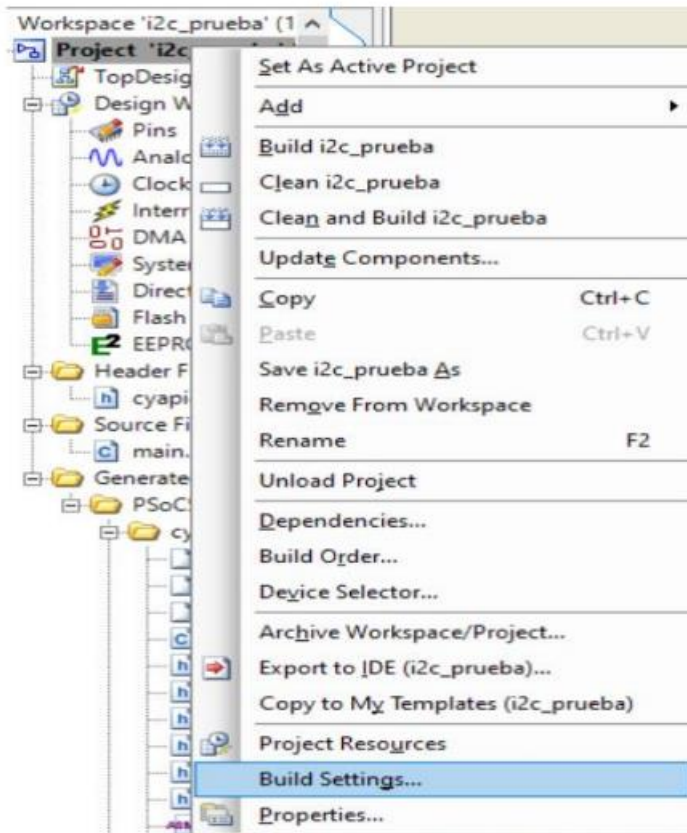 Workspace 'i2c_prueba' (1
Project 'i2c
TopDesig
Design W
Pins
Analo
Clock
Interr
DMA
Syster
Direct
Flash
EEPRO
Header F
cyapi
Source Fi
main.
Generate
PSoC
cy
Set As Active Project
Add
Build i2c_prueba
Clean i2c_prueba
Clean and Build i2c_prueba
Update Components...
Copy Ctrl+C
Paste Ctrl+V
Save i2c_prueba As
Remove From Workspace
Rename F2
Unload Project
Dependencies...
Build Order...
Device Selector...
Archive Workspace/Project...
Export to IDE (i2c_prueba)...
Copy to My Templates (i2c_prueba)
Project Resources
Build Settings...
Properties...